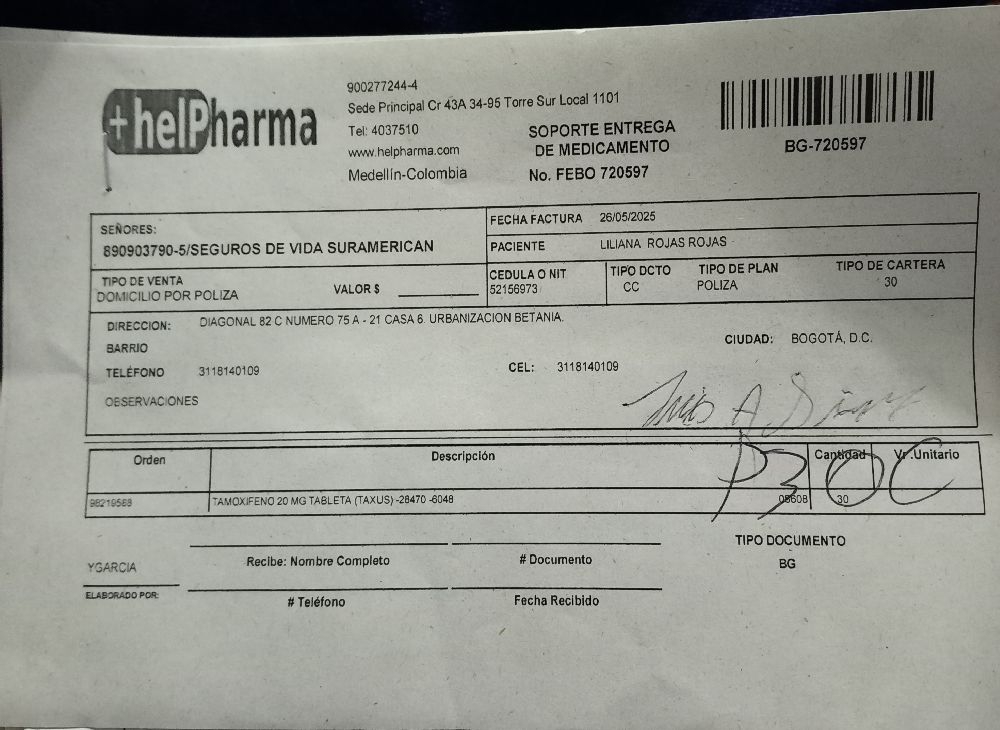 +helPharma
900277244-4
Sede Principal Cr 43A 34-95 Torre Sur Local 1101
Tel: 4037510
www.helpharma.com
Medellín-Colombia
SOPORTE ENTREGA
DE MEDICAMENTO
No. FEBO 720597
BG-720597
SEÑORES:
890903790-5/SEGUROS DE VIDA SURAMERICAN
FECHA FACTURA 26/05/2025
PACIENTE LILIANA ROJAS ROJAS
TIPO DE VENTA
DOMICILIO POR POLIZA
VALOR $
CEDULA O NIT
52156973
TIPO DCTO
CC
TIPO DE PLAN
POLIZA
TIPO DE CARTERA
30
DIRECCION: DIAGONAL 82 C NUMERO 75 A - 21 CASA 6. URBANIZACION BETANIA.
BARRIO
CIUDAD: BOGOTÁ, D.C.
TELÉFONO 3118140109
CEL: 3118140109
OBSERVACIONES
Orden Descripción Cantidad Vr.Unitario
98219568 TAMOXIFENO 20 MG TABLETA (TAXUS) -28470 -6048 30
Recibe: Nombre Completo # Documento
TIPO DOCUMENTO
BG
YGARCIA
ELABORADO POR:
# Teléfono Fecha Recibido